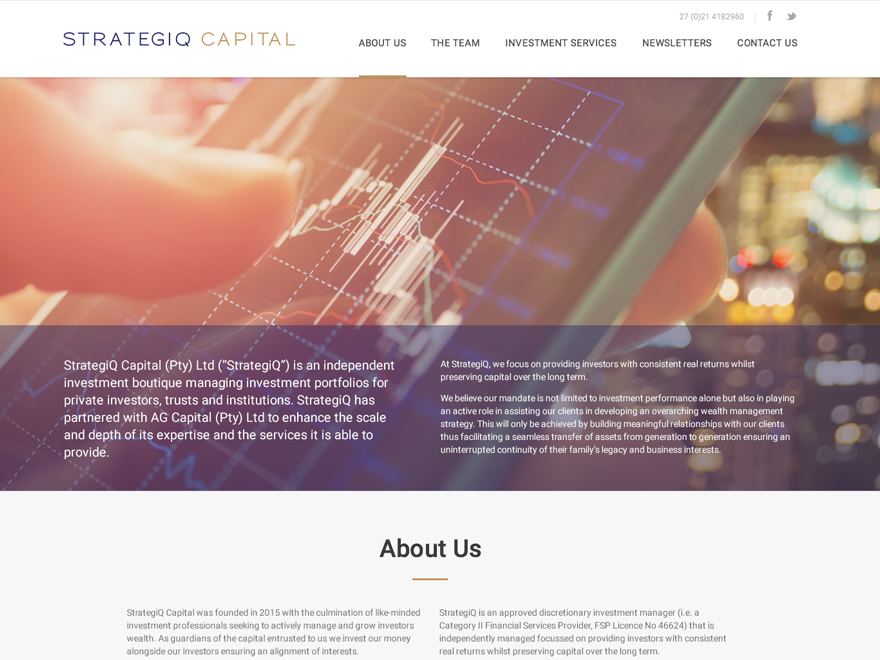 27 (0)21 4182960
STRATEGIQ CAPITAL
ABOUT US
THE TEAM
INVESTMENT SERVICES
NEWSLETTERS
CONTACT US
StrategiQ Capital (Pty) Ltd (“StrategiQ”) is an independent
investment boutique managing investment portfolios for
private investors, trusts and institutions. StrategiQ has
partnered with AG Capital (Pty) Ltd to enhance the scale
and depth of its expertise and the services it is able to
provide.
At StrategiQ, we focus on providing investors with consistent real returns whilst
preserving capital over the long term.
We believe our mandate is not limited to investment performance alone but also in playing
an active role in assisting our clients in developing an overarching wealth management
strategy. This will only be achieved by building meaningful relationships with our clients
thus facilitating a seamless transfer of assets from generation to generation ensuring an
uninterrupted continuity of their family's legacy and business interests.
About Us
StrategiQ Capital was founded in 2015 with the culmination of like-minded
investment professionals seeking to actively manage and grow investors
wealth. As guardians of the capital entrusted to us we invest our money
alongside our investors ensuring an alignment of interests.
StrategiQ is an approved discretionary investment manager (i.e. a
Category II Financial Services Provider, FSP Licence No 46624) that is
independently managed focussed on providing investors with consistent
real returns whilst preserving capital over the long term.